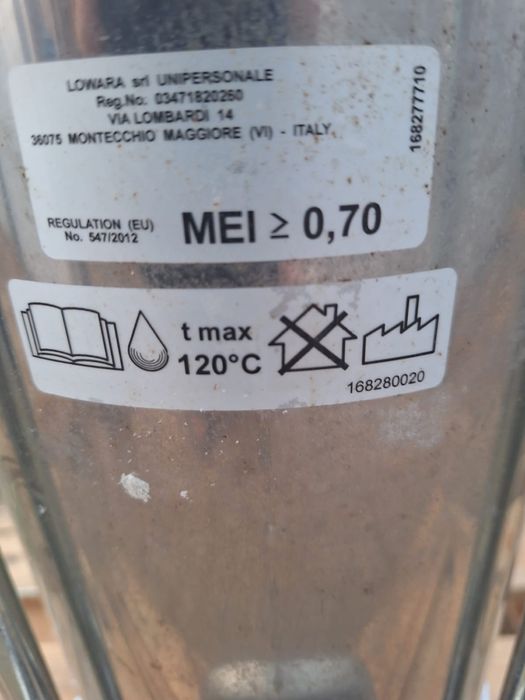 LOWARA srl UNIPERSONALE
Reg.No: 03471820260
VIA LOMBARDI 14
36075 MONTECCHIO MAGGIORE (VI) - ITALY
168277710
REGULATION (EU)
No. 547/2012
MEI ≥ 0,70
t max
120°C
168280020